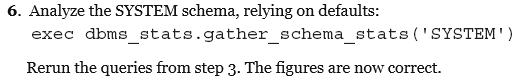 6. Analyze the SYSTEM schema, relying on defaults:
exec dbms_stats.gather_schema_stats('SYSTEM')
Rerun the queries from step 3. The figures are now correct.